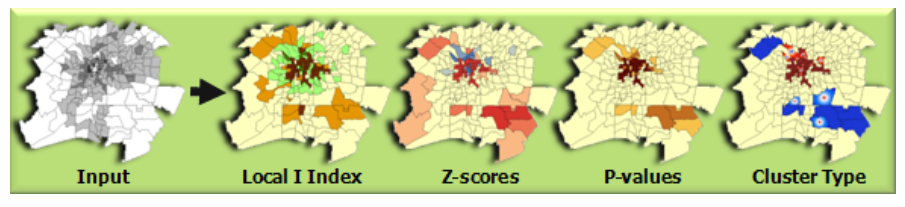 Input
Local I Index
Z-scores
P-values
Cluster Type